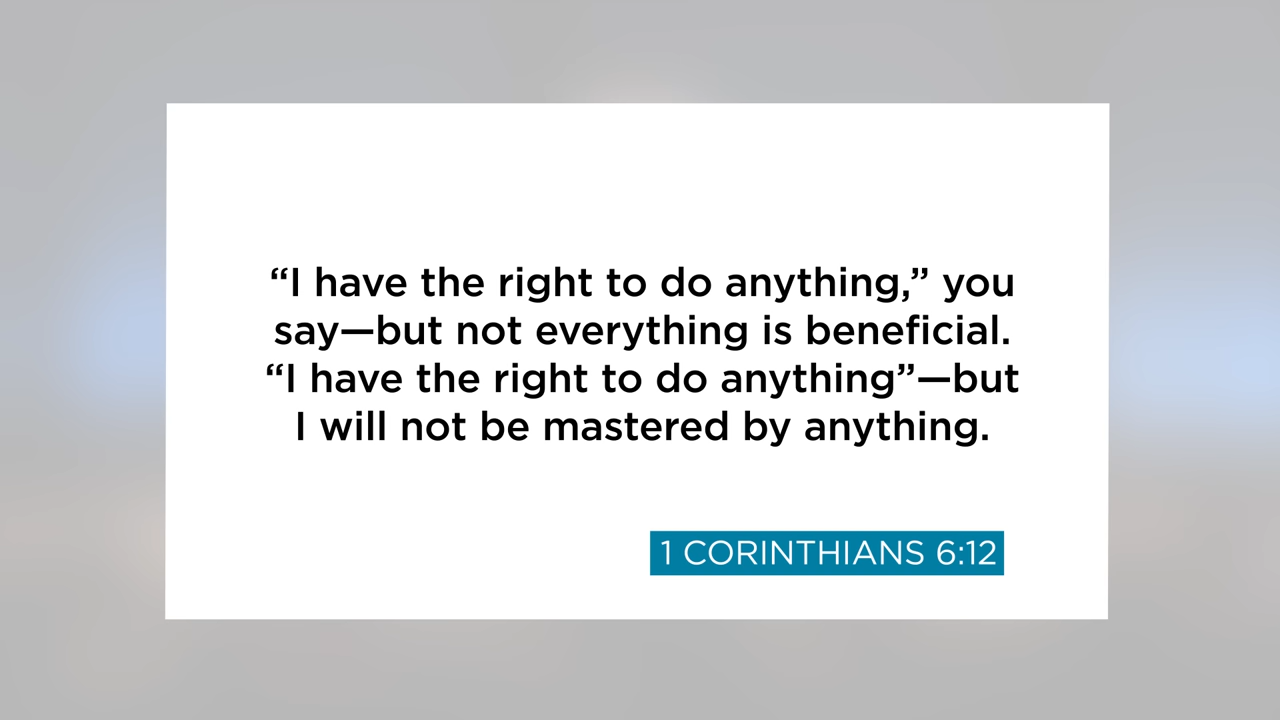 “I have the right to do anything,” you
say—but not everything is beneficial.
“I have the right to do anything”—but
I will not be mastered by anything.
1 CORINTHIANS 6:12